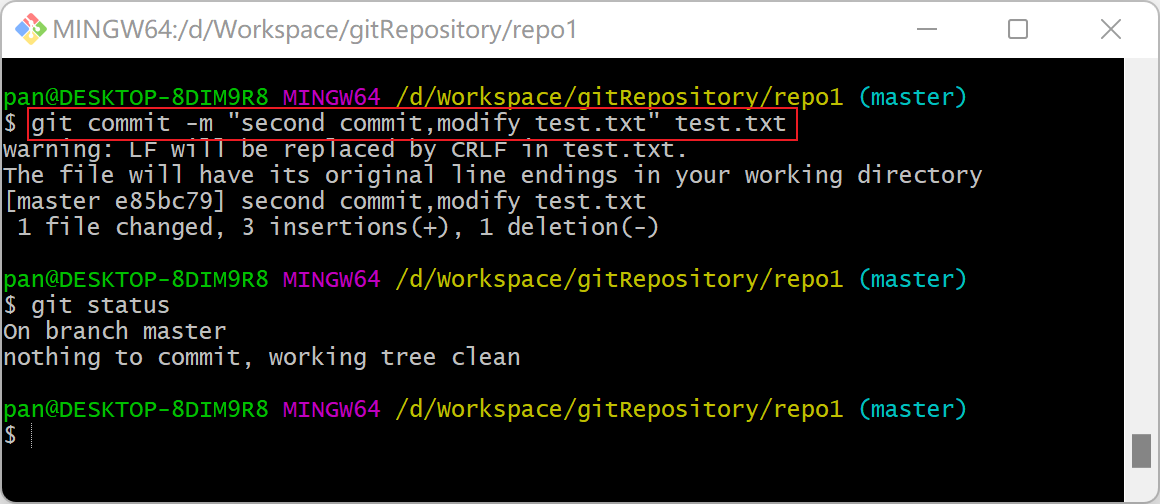 MINGW64:/d/Workspace/gitRepository/repo1
pan@DESKTOP-8DIM9R8 MINGW64 /d/Workspace/gitRepository/repo1 (master)
$ git commit -m "second commit,modify test.txt" test.txt
warning: LF will be replaced by CRLF in test.txt.
The file will have its original line endings in your working directory
[master e85bc79] second commit,modify test.txt
 1 file changed, 3 insertions(+), 1 deletion(-)
pan@DESKTOP-8DIM9R8 MINGW64 /d/Workspace/gitRepository/repo1 (master)
$ git status
On branch master
nothing to commit, working tree clean
pan@DESKTOP-8DIM9R8 MINGW64 /d/Workspace/gitRepository/repo1 (master)
$